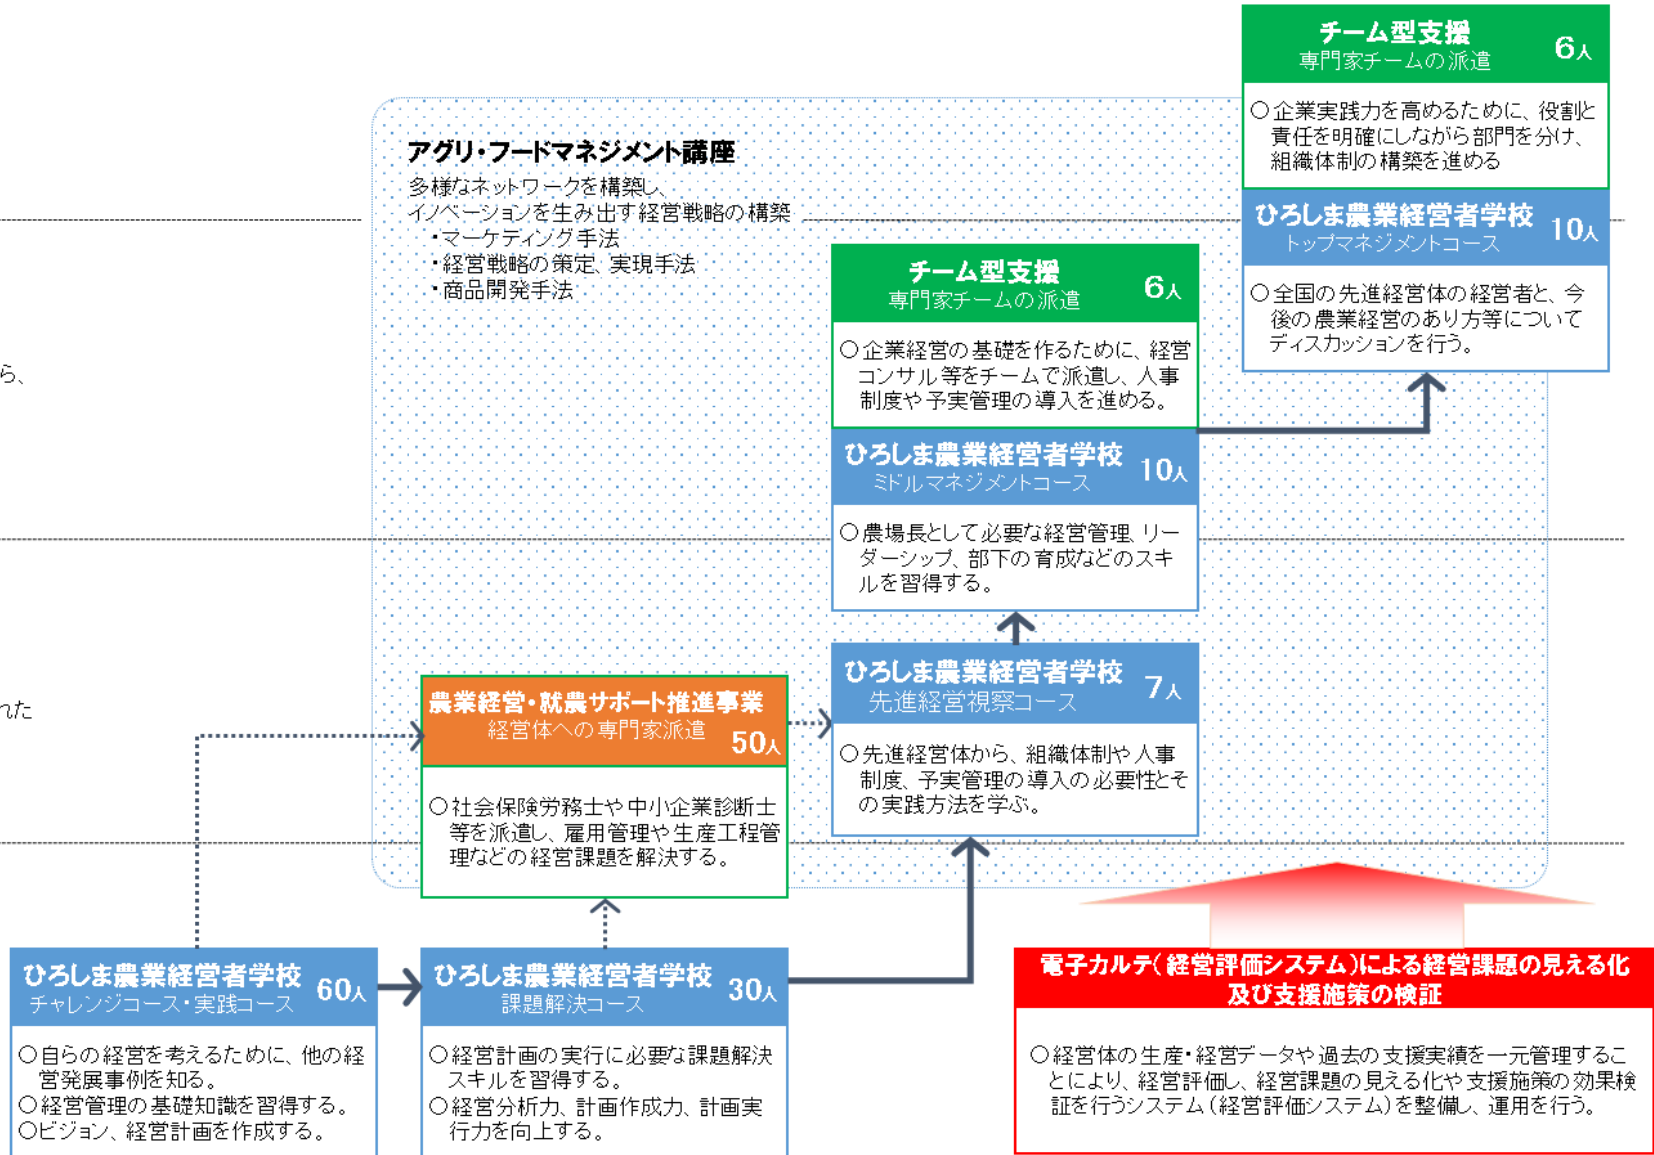 チーム型支援
専門家チームの派遣
6人
○企業実践力を高めるために、役割と
責任を明確にしながら部門を分け、
組織体制の構築を進める
ひろしま農業経営者学校
トップマネジメントコース
10人
○全国の先進経営体の経営者と、今
後の農業経営のあり方等について
ディスカッションを行う。
アグリ・フードマネジメント講座
多様なネットワークを構築し、
イノベーションを生み出す経営戦略の構築
・マーケティング手法
・経営戦略の策定、実現手法
・商品開発手法
チーム型支援
専門家チームの派遣
6人
○企業経営の基礎を作るために、経営
コンサル等をチームで派遣し、人事
制度や予実管理の導入を進める。
ひろしま農業経営者学校
ミドルマネジメントコース
10人
○農場長として必要な経営管理、リー
ダーシップ、部下の育成などのスキ
ルを習得する。
ら、
れた
農業経営・就農サポート推進事業
経営体への専門家派遣
50人
○社会保険労務士や中小企業診断士
等を派遣し、雇用管理や生産工程管
理などの経営課題を解決する。
ひろしま農業経営者学校
先進経営視察コース
7人
○先進経営体から、組織体制や人事
制度、予実管理の導入の必要性とそ
の実践方法を学ぶ。
ひろしま農業経営者学校
チャレンジコース・実践コース
60人
○自らの経営を考えるために、他の経
営発展事例を知る。
○経営管理の基礎知識を習得する。
○ビジョン、経営計画を作成する。
ひろしま農業経営者学校
課題解決コース
30人
○経営計画の実行に必要な課題解決
スキルを習得する。
○経営分析力、計画作成力、計画実
行力を向上する。
電子カルテ(経営評価システム)による経営課題の見える化
及び支援施策の検証
○経営体の生産・経営データや過去の支援実績を一元管理するこ
とにより、経営評価し、経営課題の見える化や支援施策の効果検
証を行うシステム(経営評価システム)を整備し、運用を行う。